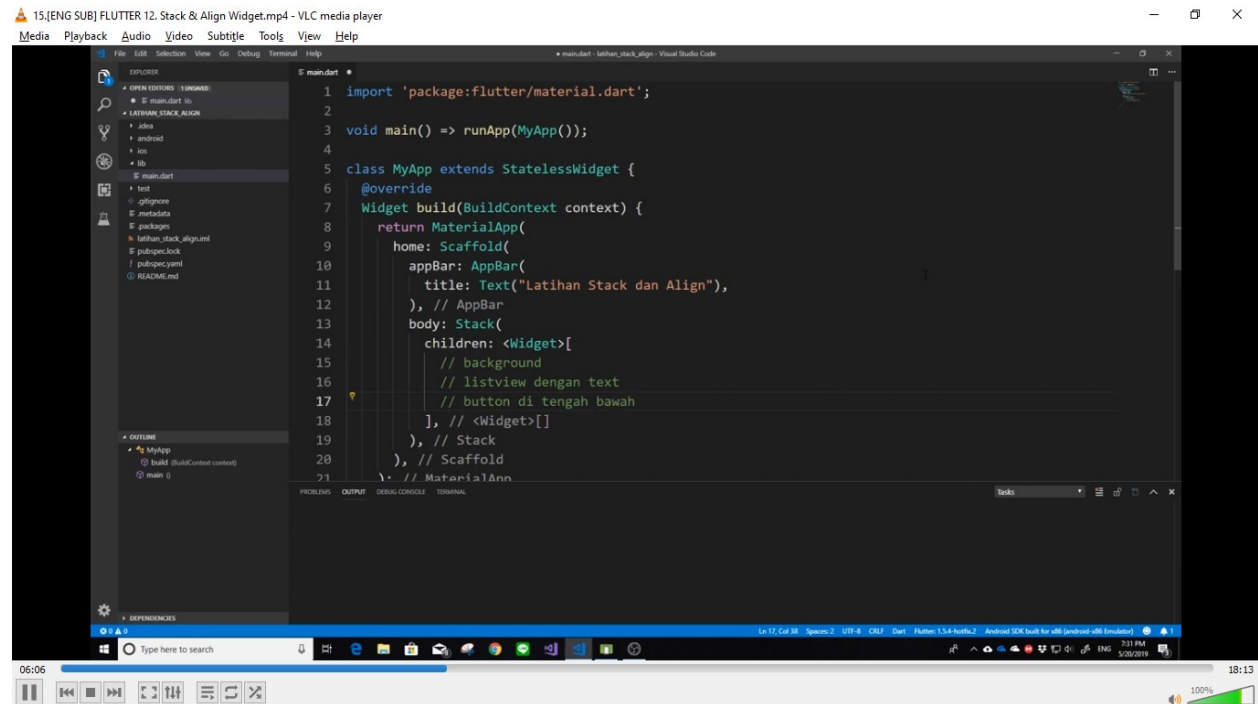 15.[ENG SUB] FLUTTER 12. Stack & Align Widget.mp4 - VLC media player
Media Playback Audio Video Subtitle Tools View Help
File Edit Selection View Go Debug Terminal Help
● main.dart - latihan_stack_align - Visual Studio Code
EXPLORER
OPEN EDITORS 1 UNSAVED
● main.dart lib
LATIHAN_STACK_ALIGN
.idea
android
ios
lib
main.dart
test
.gitignore
.metadata
.packages
latihan_stack_align.iml
pubspec.lock
pubspec.yaml
README.md
OUTLINE
MyApp
build (BuildContext context)
main ()
DEPENDENCIES
main.dart ●
1 import 'package:flutter/material.dart';
2
3 void main() => runApp(MyApp());
4
5 class MyApp extends StatelessWidget {
6 @override
7 Widget build(BuildContext context) {
8 return MaterialApp(
9 home: Scaffold(
10 appBar: AppBar(
11 title: Text("Latihan Stack dan Align"),
12 ), // AppBar
13 body: Stack(
14 children: <Widget>[
15 // background
16 // listview dengan text
17 // button di tengah bawah
18 ], // <Widget>[]
19 ), // Stack
20 ), // Scaffold
21 ); // MaterialApp
PROBLEMS OUTPUT DEBUG CONSOLE TERMINAL
Tasks
0 0 Ln 17, Col 38 Spaces: 2 UTF-8 CRLF Dart Flutter: 1.5.4-hotfix.2 Android SDK built for x86 (android-x86 Emulator) 1
Type here to search
ENG
7:31 PM
5/20/2019
06:06
18:13
100%